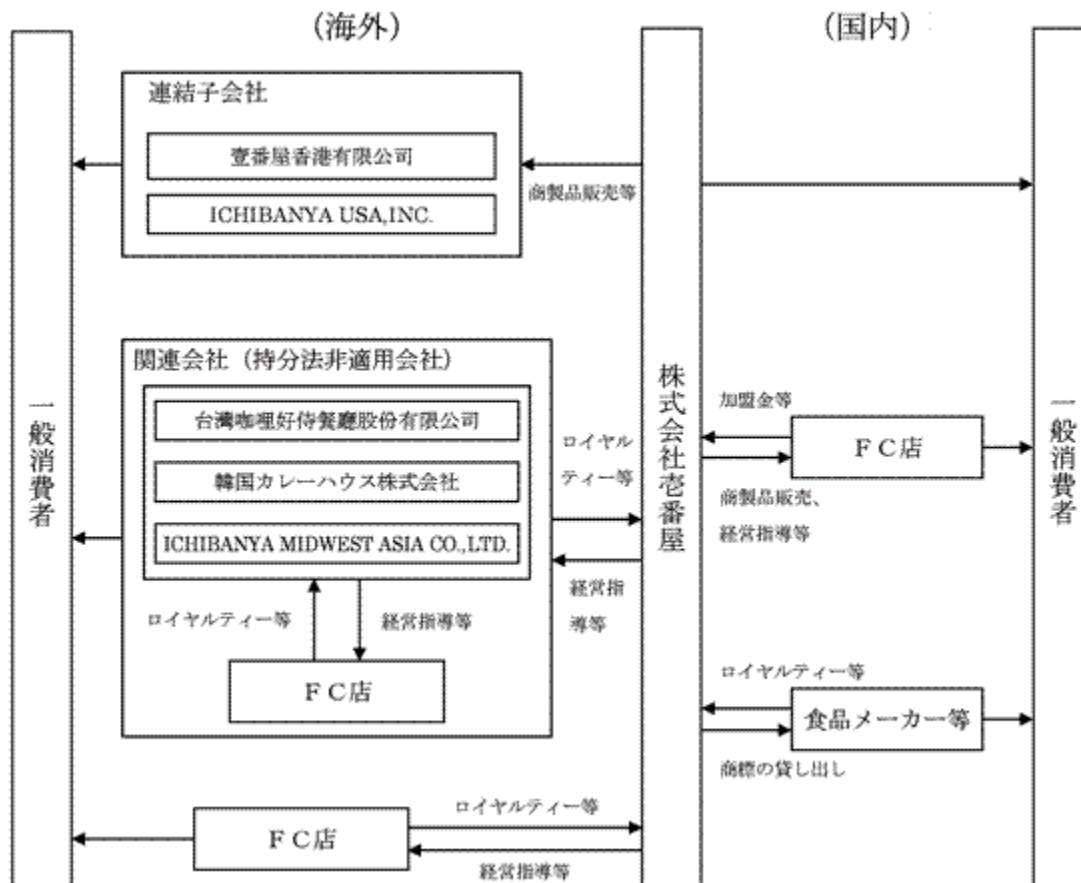 (海外)
(国内)
連結子会社
壹番屋香港有限公司
ICHIBANYA USA,INC.
商製品販売等
関連会社(持分法非適用会社)
台灣咖哩好侍餐廳股份有限公司
韓国カレーハウス株式会社
ICHIBANYA MIDWEST ASIA CO.,LTD.
ロイヤルティー等
経営指導等
FC店
ロイヤル
ティー等
経営指
導等
一般消費者
株式会社壱番屋
加盟金等
FC店
商製品販売、
経営指導等
一般消費者
ロイヤルティー等
食品メーカー等
商標の貸し出し
ロイヤルティー等
FC店
経営指導等